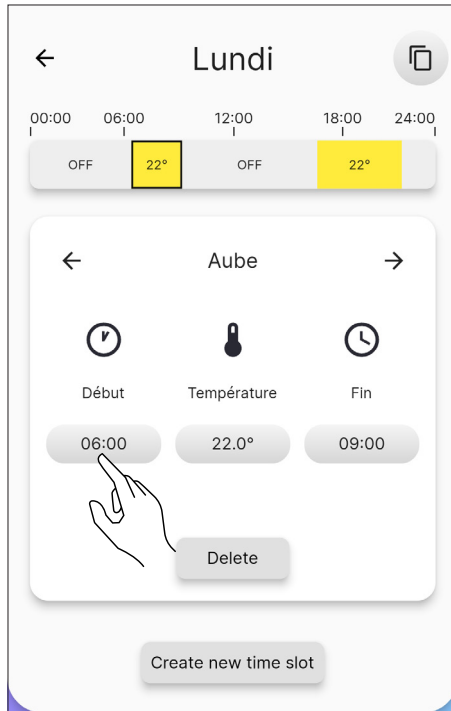 Lundi
00:00 06:00 12:00 18:00 24:00
OFF 22° OFF 22°
Aube
Début Température Fin
06:00 22.0° 09:00
Delete
Create new time slot